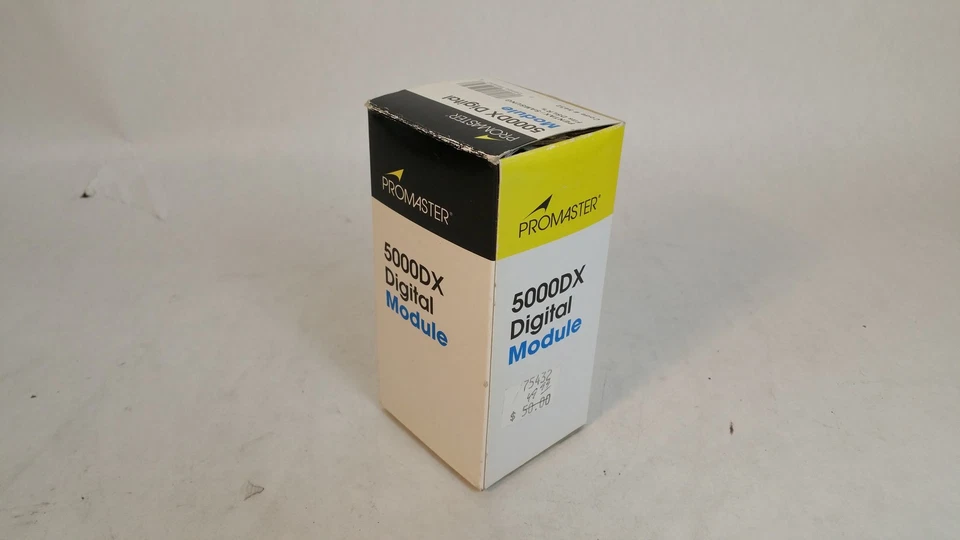 5000DX Digital
Module
PROMASTER
PROMASTER®
5000DX
Digital
Module
PROMASTER®
5000DX
Digital
Module
75432
$ 50.00